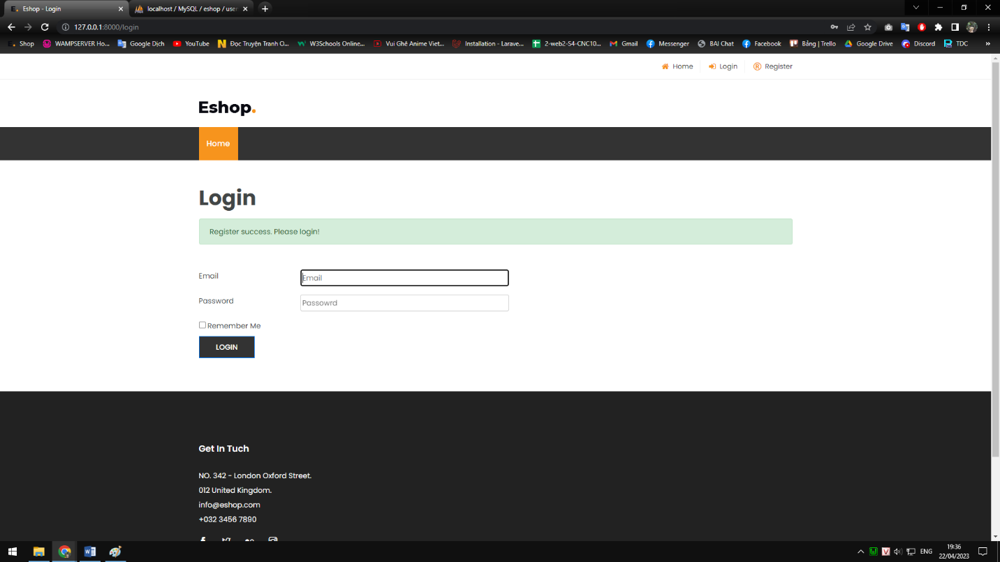 Eshop - Login
localhost / MySQL / eshop / user
127.0.0.1:8000/login
Shop
WAMPSERVER Ho...
Google Dịch
YouTube
Đọc Truyện Tranh O...
W3Schools Online...
Vui Ghê Anime Viet...
Installation - Larave...
2-web2-S4-CNC10...
Gmail
Messenger
BAI Chat
Facebook
Bảng | Trello
Google Drive
Discord
TDC
»
Home
Login
Register
Eshop.
Home
Login
Register success. Please login!
Email
Email
Password
Passowrd
Remember Me
LOGIN
Get In Tuch
NO. 342 - London Oxford Street.
012 United Kingdom.
info@eshop.com
+032 3456 7890
ENG
19:36
22/04/2023